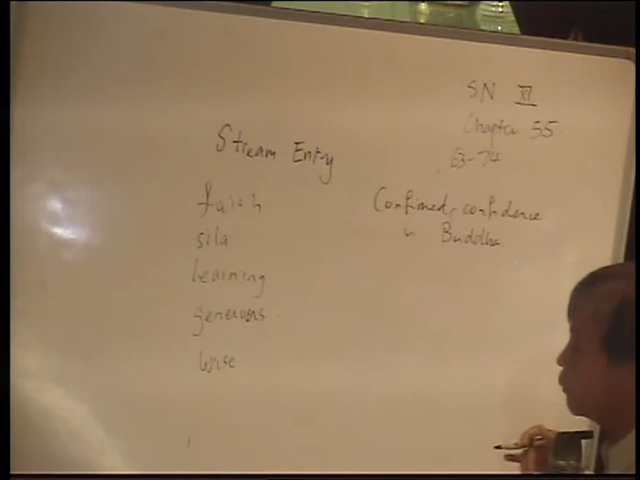 SN XI
Chapter 55
63-74
Stream Entry
faith
sila
learning
generous
wise
Confirmed confidence
in Buddha